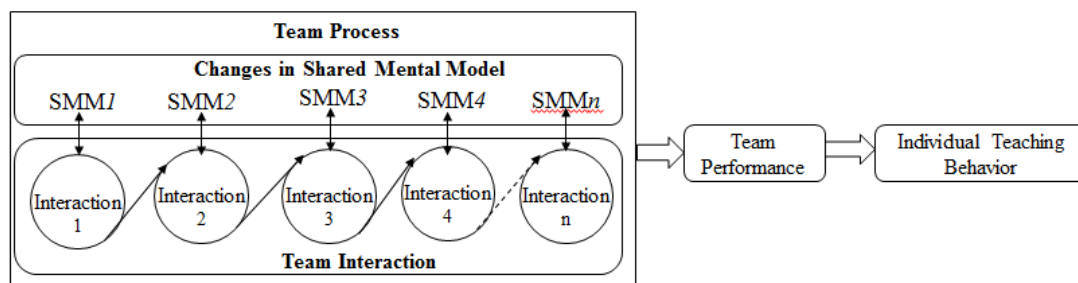 Team Process
Changes in Shared Mental Model
SMM1 SMM2 SMM3 SMM4 SMMn
Interaction
1
Interaction
2
Interaction
3
Interaction
4
Interaction
n
Team Interaction
Team
Performance
Individual Teaching
Behavior